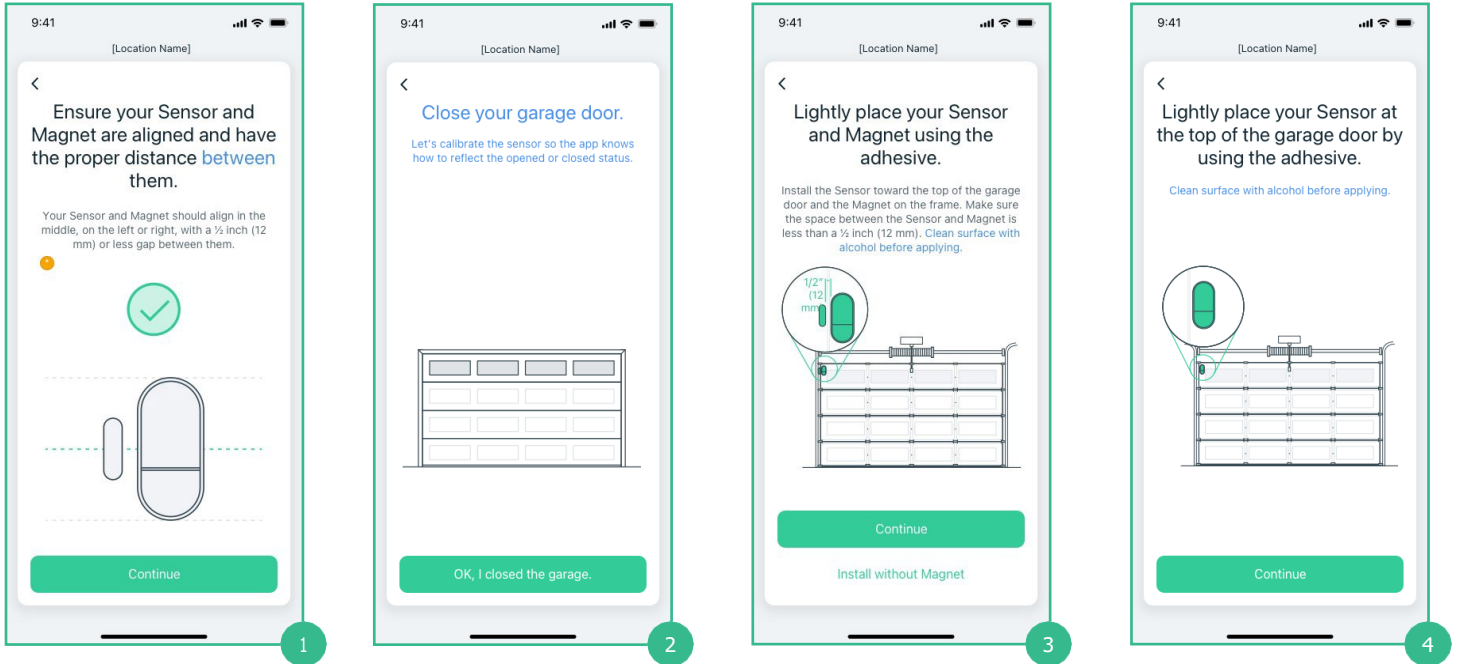 9:41
[Location Name]
Ensure your Sensor and
Magnet are aligned and have
the proper distance between
them.
Your Sensor and Magnet should align in the
middle, on the left or right, with a ½ inch (12
mm) or less gap between them.
*
Continue
1
9:41
[Location Name]
Close your garage door.
Let's calibrate the sensor so the app knows
how to reflect the opened or closed status.
OK, I closed the garage.
2
9:41
[Location Name]
Lightly place your Sensor
and Magnet using the
adhesive.
Install the Sensor toward the top of the garage
door and the Magnet on the frame. Make sure
the space between the Sensor and Magnet is
less than a ½ inch (12 mm). Clean surface with
alcohol before applying.
1/2"
(12
mm
Continue
Install without Magnet
3
9:41
[Location Name]
Lightly place your Sensor at
the top of the garage door by
using the adhesive.
Clean surface with alcohol before applying.
Continue
4